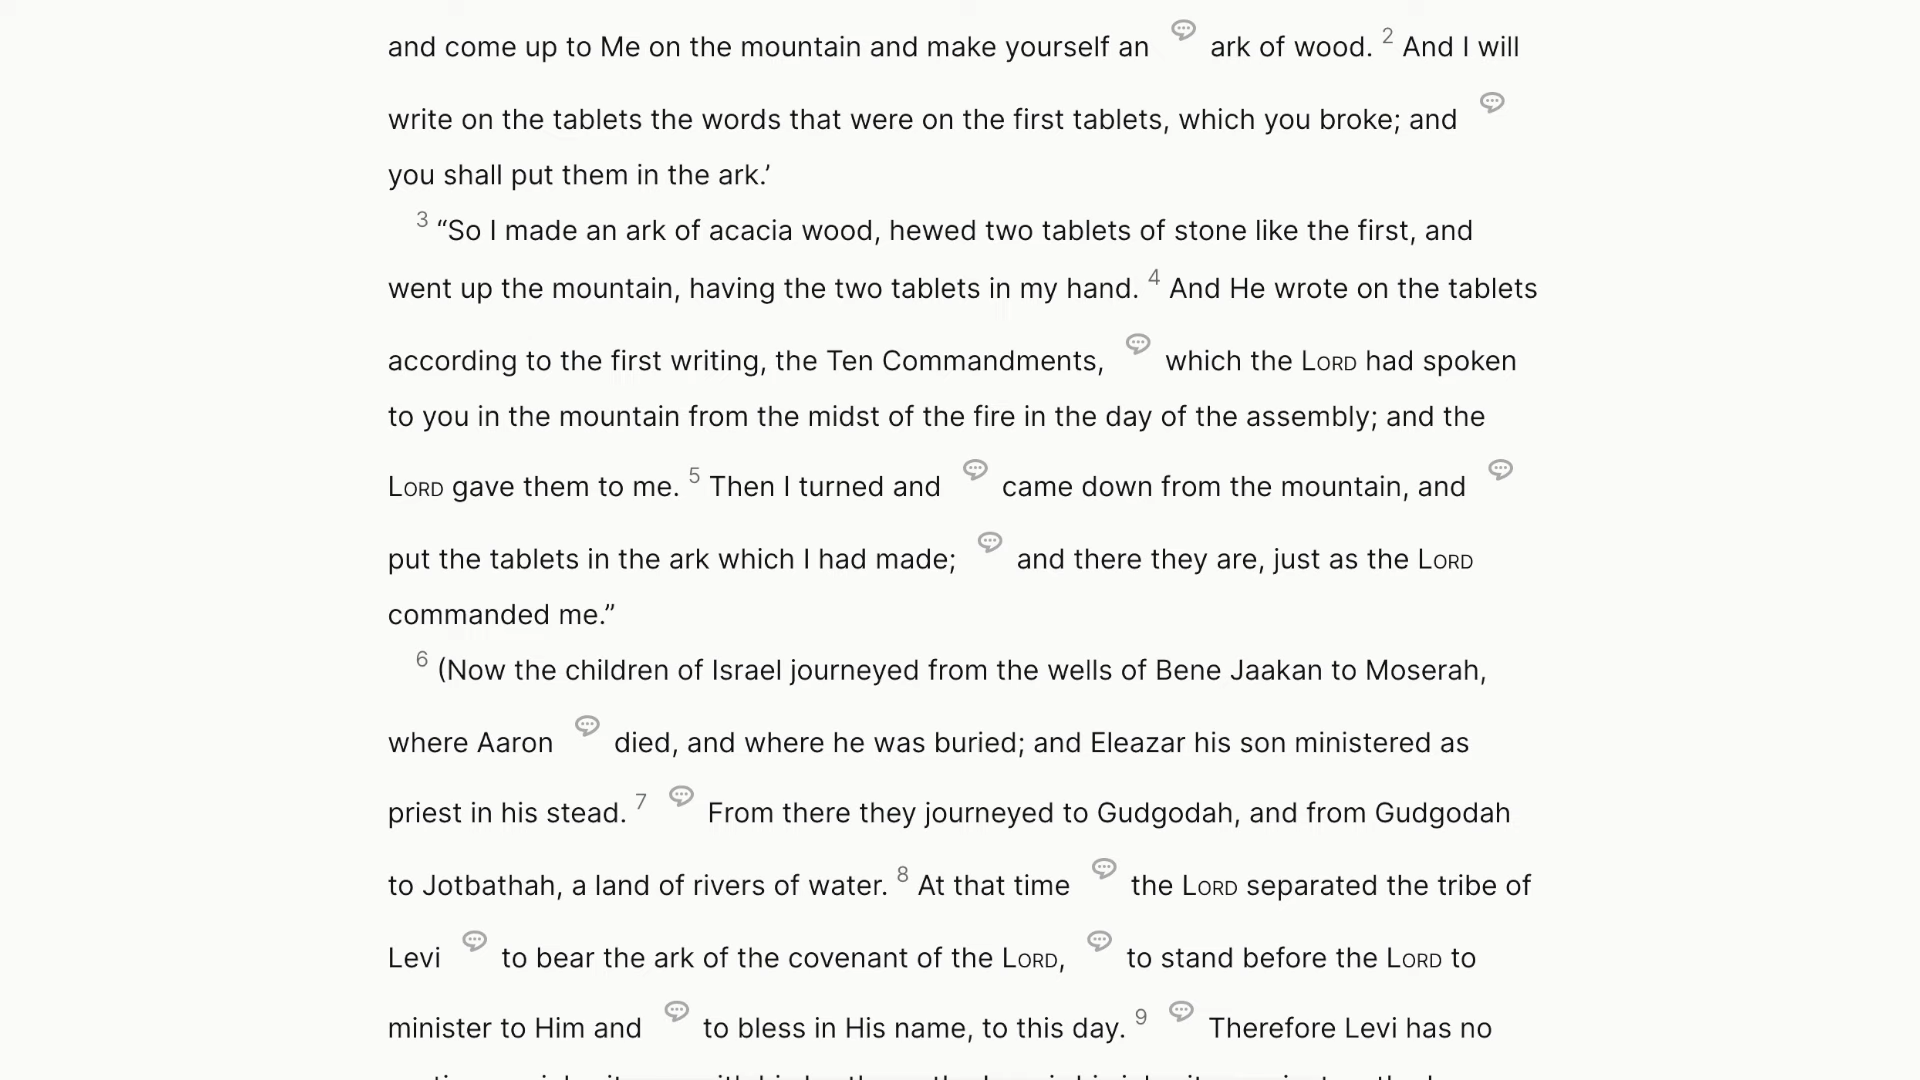 and come up to Me on the mountain and make yourself an ark of wood. 2 And I will
write on the tablets the words that were on the first tablets, which you broke; and
you shall put them in the ark.’
3 “So I made an ark of acacia wood, hewed two tablets of stone like the first, and
went up the mountain, having the two tablets in my hand. 4 And He wrote on the tablets
according to the first writing, the Ten Commandments, which the LORD had spoken
to you in the mountain from the midst of the fire in the day of the assembly; and the
LORD gave them to me. 5 Then I turned and came down from the mountain, and
put the tablets in the ark which I had made; and there they are, just as the LORD
commanded me.”
6 (Now the children of Israel journeyed from the wells of Bene Jaakan to Moserah,
where Aaron died, and where he was buried; and Eleazar his son ministered as
priest in his stead. 7 From there they journeyed to Gudgodah, and from Gudgodah
to Jotbathah, a land of rivers of water. 8 At that time the LORD separated the tribe of
Levi to bear the ark of the covenant of the LORD, to stand before the LORD to
minister to Him and to bless in His name, to this day. 9 Therefore Levi has no